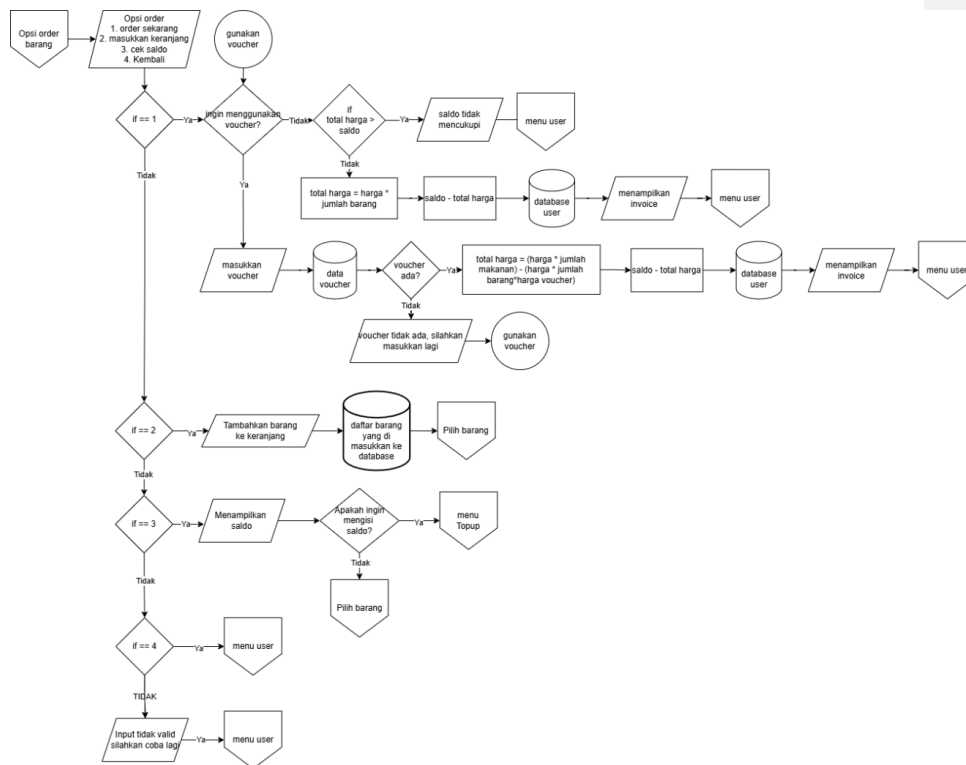 Opsi order
barang
Opsi order
1. order sekarang
2. masukkan keranjang
3. cek saldo
4. Kembali
gunakan
voucher
if == 1
Ya
ingin menggunakan
voucher?
Tidak
if
total harga >
saldo
Ya
saldo tidak
mencukupi
menu user
Tidak
Tidak
total harga = harga *
jumlah barang
saldo - total harga
database
user
menampilkan
invoice
menu user
Ya
masukkan
voucher
data
voucher
voucher
ada?
Ya
total harga = (harga * jumlah
makanan) - (harga * jumlah
barang*harga voucher)
saldo - total harga
database
user
menampilkan
invoice
menu user
Tidak
voucher tidak ada, silahkan
masukkan lagi
gunakan
voucher
if == 2
Ya
Tambahkan barang
ke keranjang
daftar barang
yang di
masukkan ke
database
Pilih barang
Tidak
if == 3
Ya
Menampilkan
saldo
Apakah ingin
mengisi
saldo?
Ya
menu
Topup
Tidak
Tidak
Pilih barang
if == 4
Ya
menu user
TIDAK
Input tidak valid
silahkan coba lagi
Ya
menu user